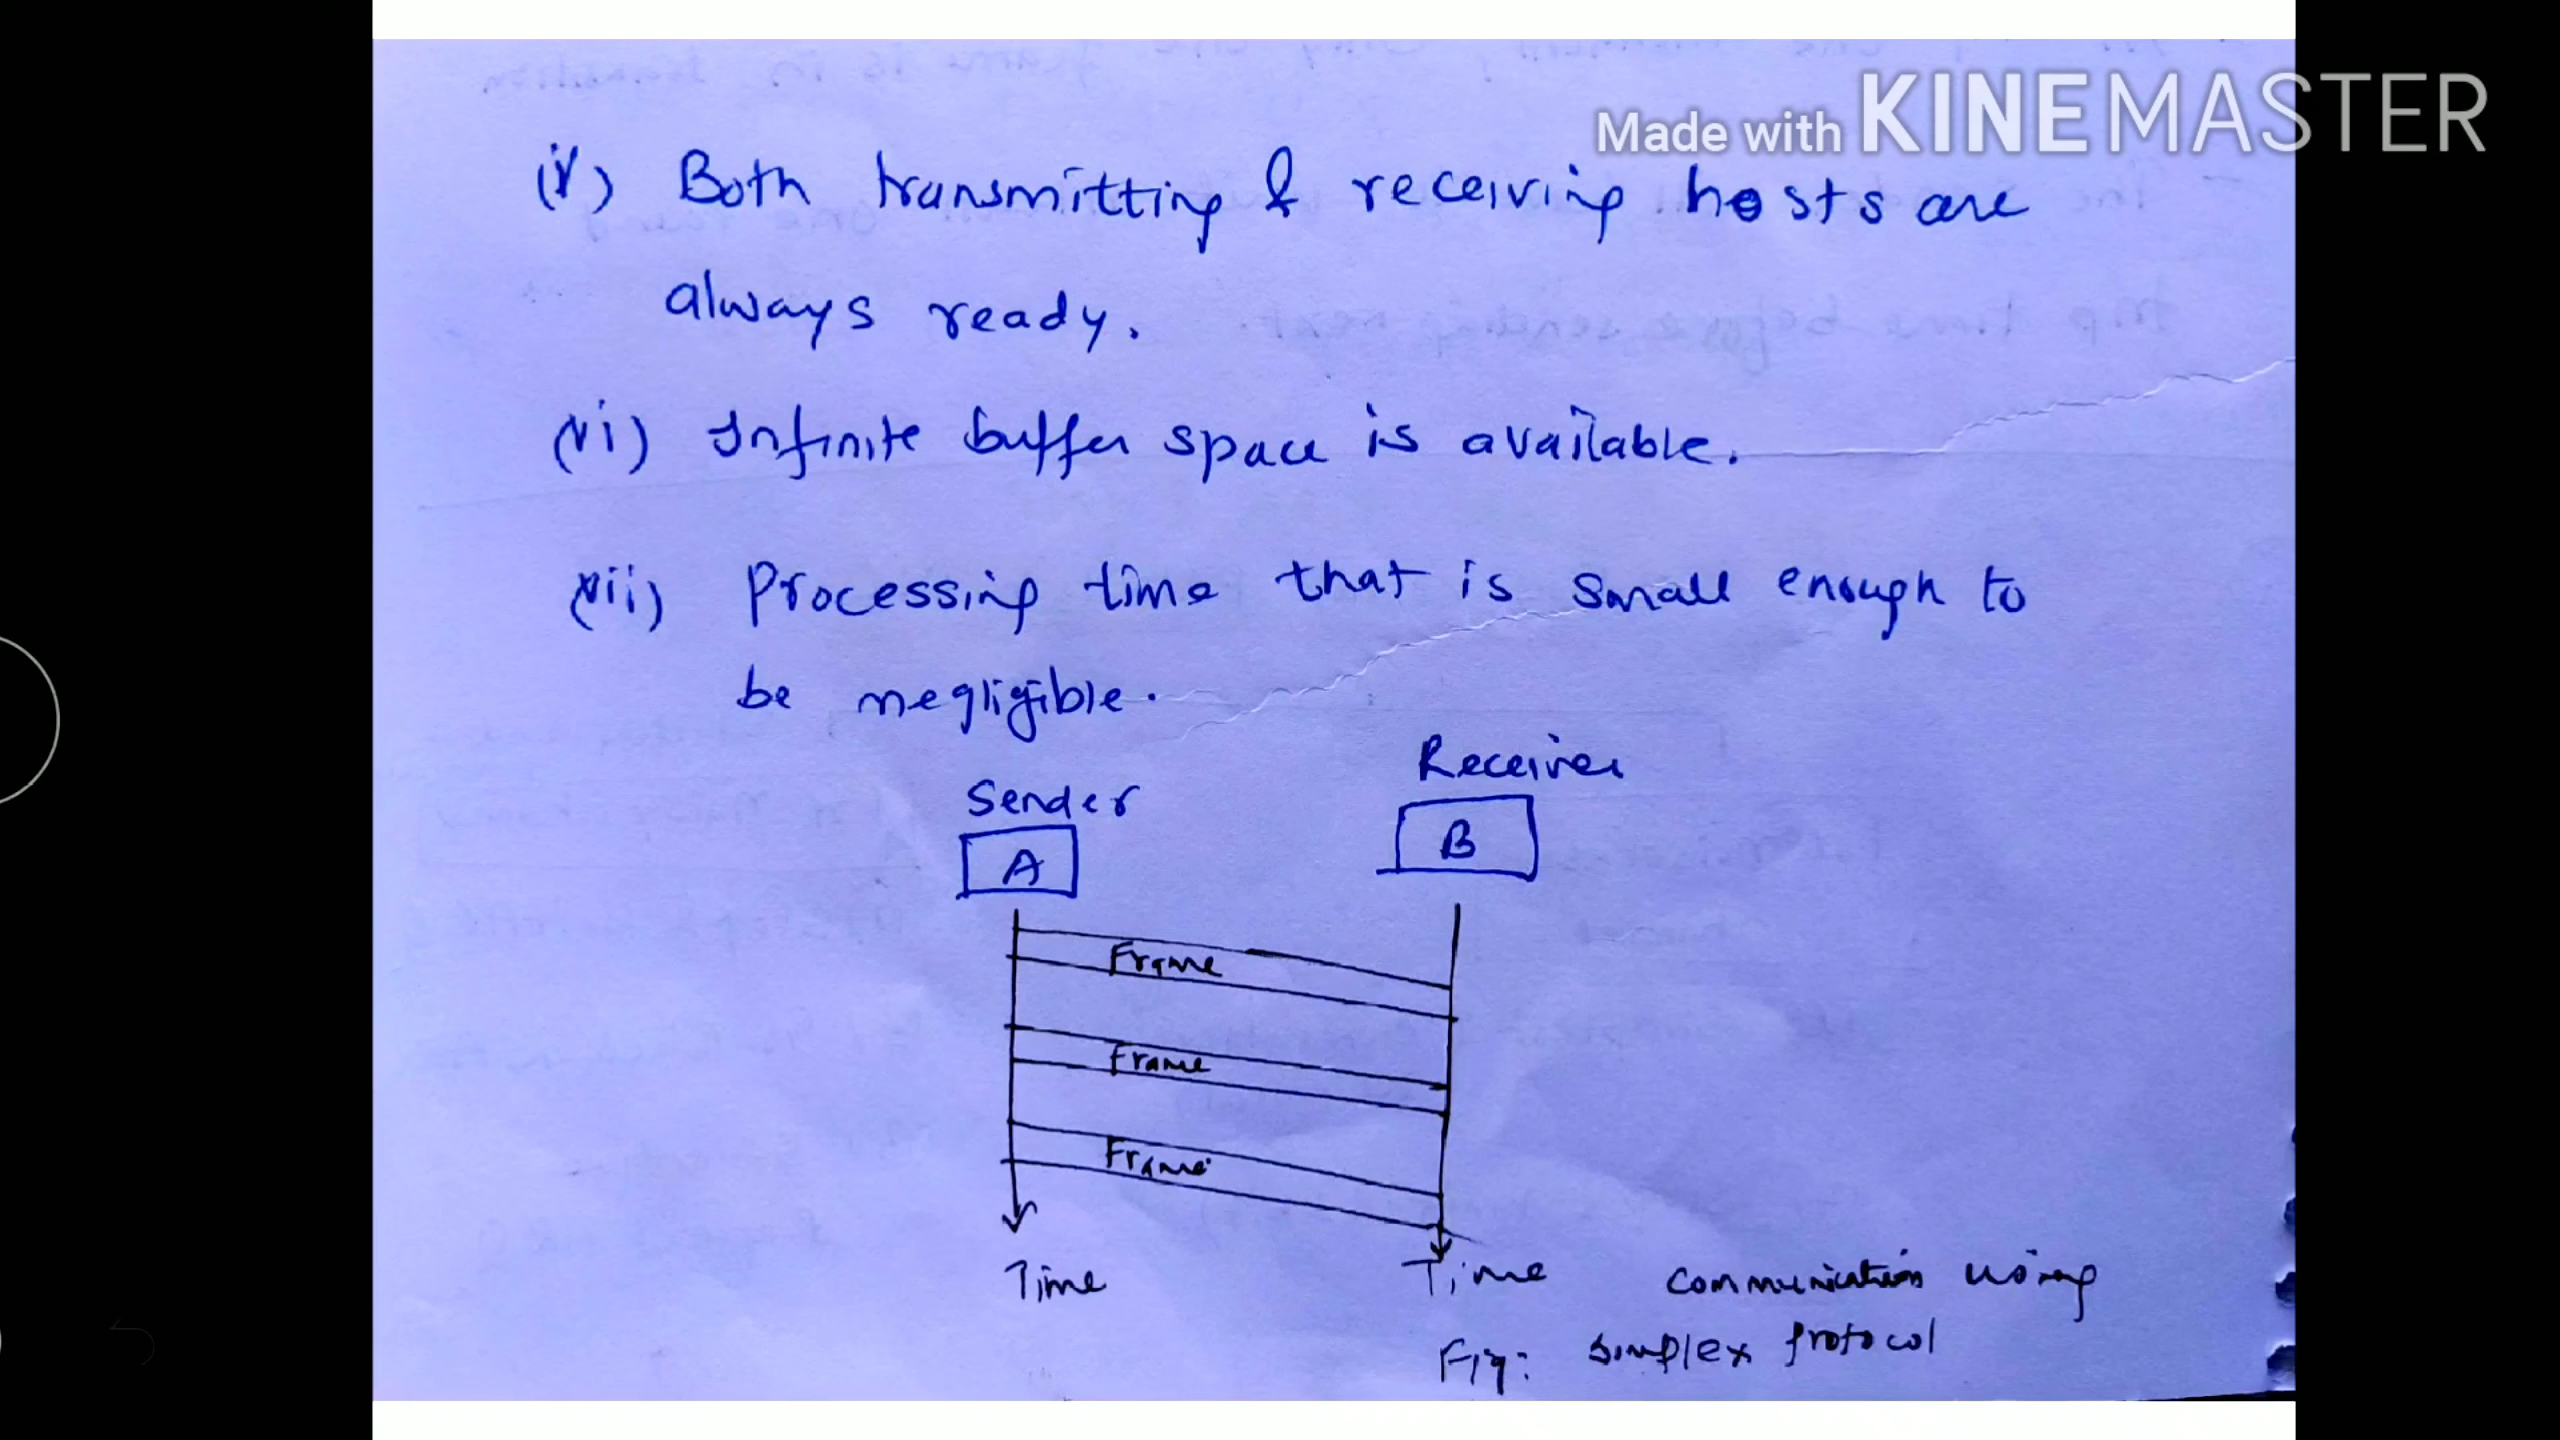 Made with KINEMASTER
(v) Both transmitting & receiving hosts are
always ready.
(vi) Infinite buffer space is available.
(vii) Processing time that is small enough to
be negligible.
Sender
Receiver
A
B
Frame
Frame
Frame
Time
Time
Communication using
Fig: simplex protocol